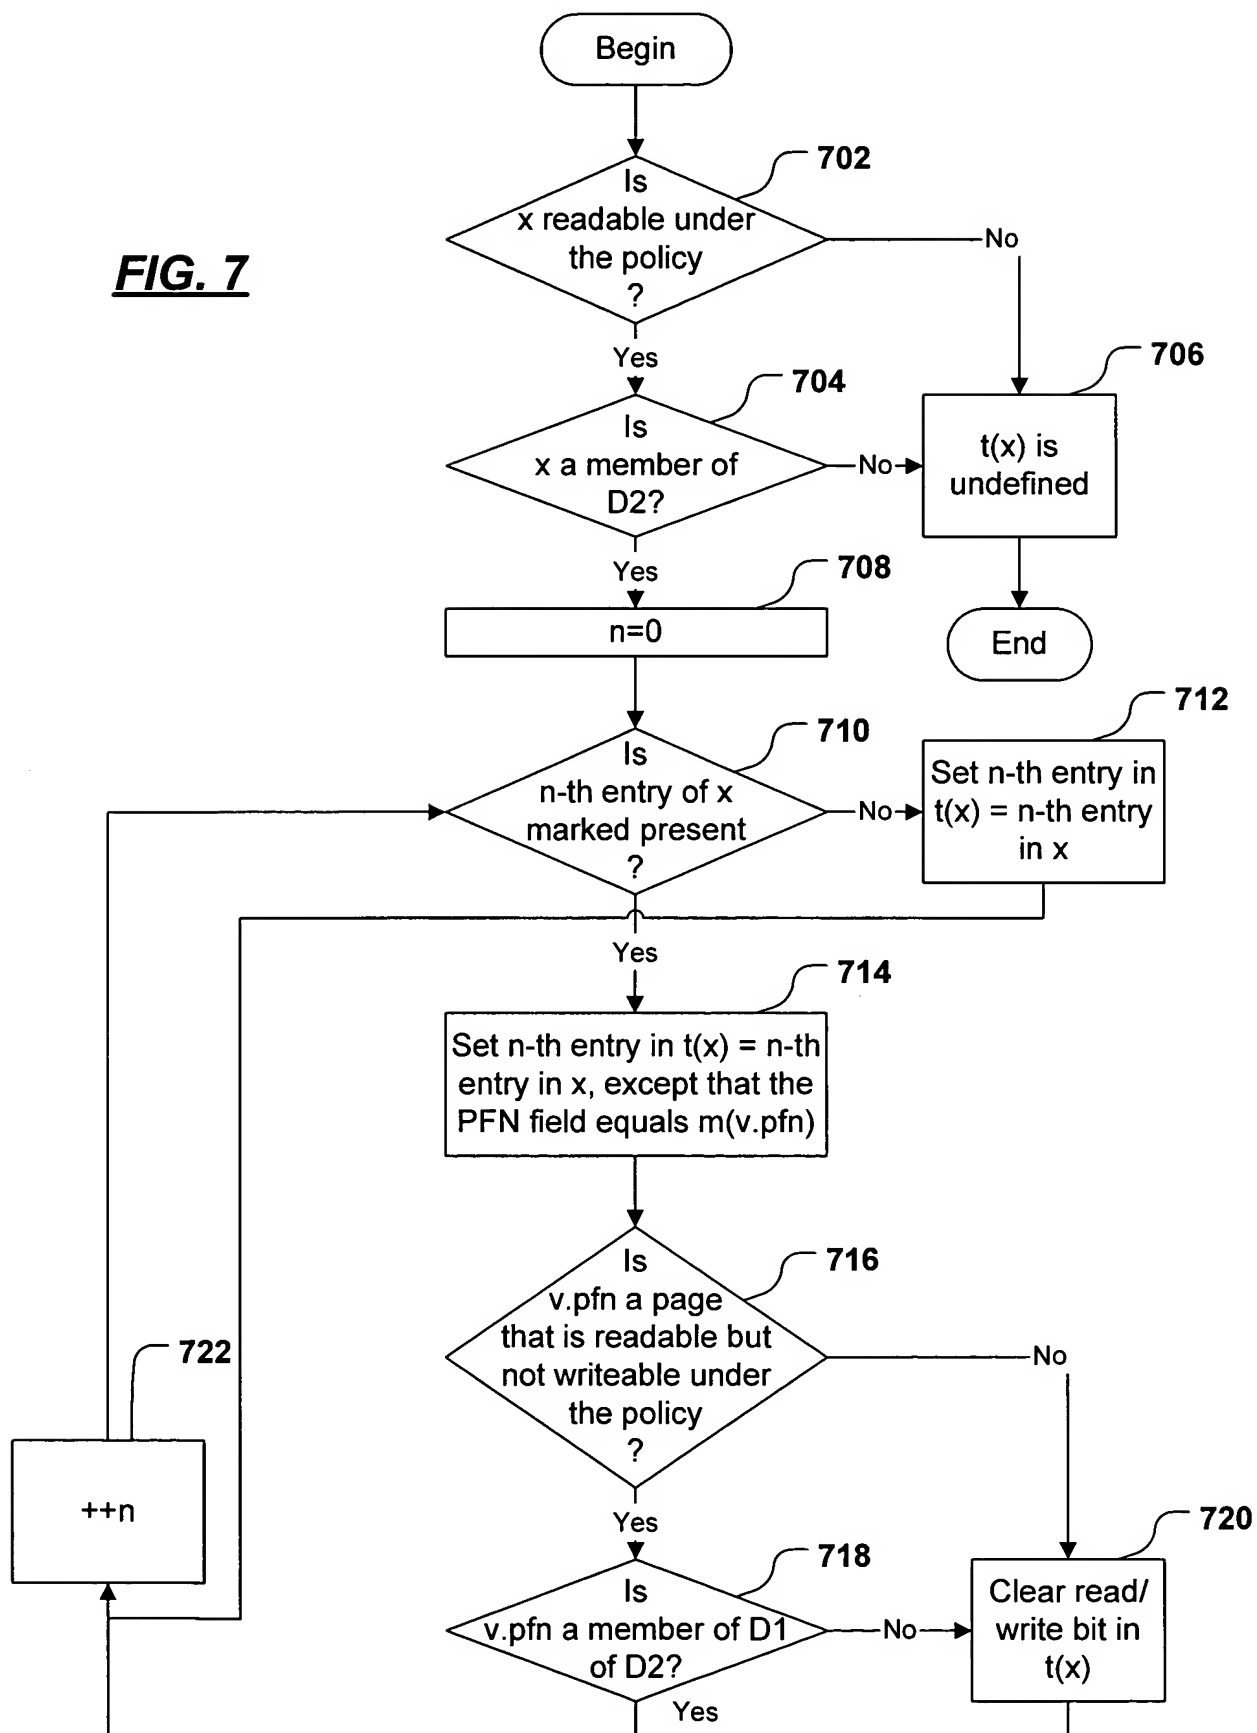 Begin
702
Is
x readable under
the policy
?
No
FIG. 7
Yes
704
706
Is
x a member of
D2?
No
t(x) is
undefined
Yes
708
n=0
End
710
712
Is
n-th entry of x
marked present
?
No
Set n-th entry in
t(x) = n-th entry
in x
Yes
714
Set n-th entry in t(x) = n-th
entry in x, except that the
PFN field equals m(v.pfn)
716
Is
v.pfn a page
that is readable but
not writeable under
the policy
?
No
722
++n
Yes
718
720
Is
v.pfn a member of D1
of D2?
No
Clear read/
write bit in
t(x)
Yes